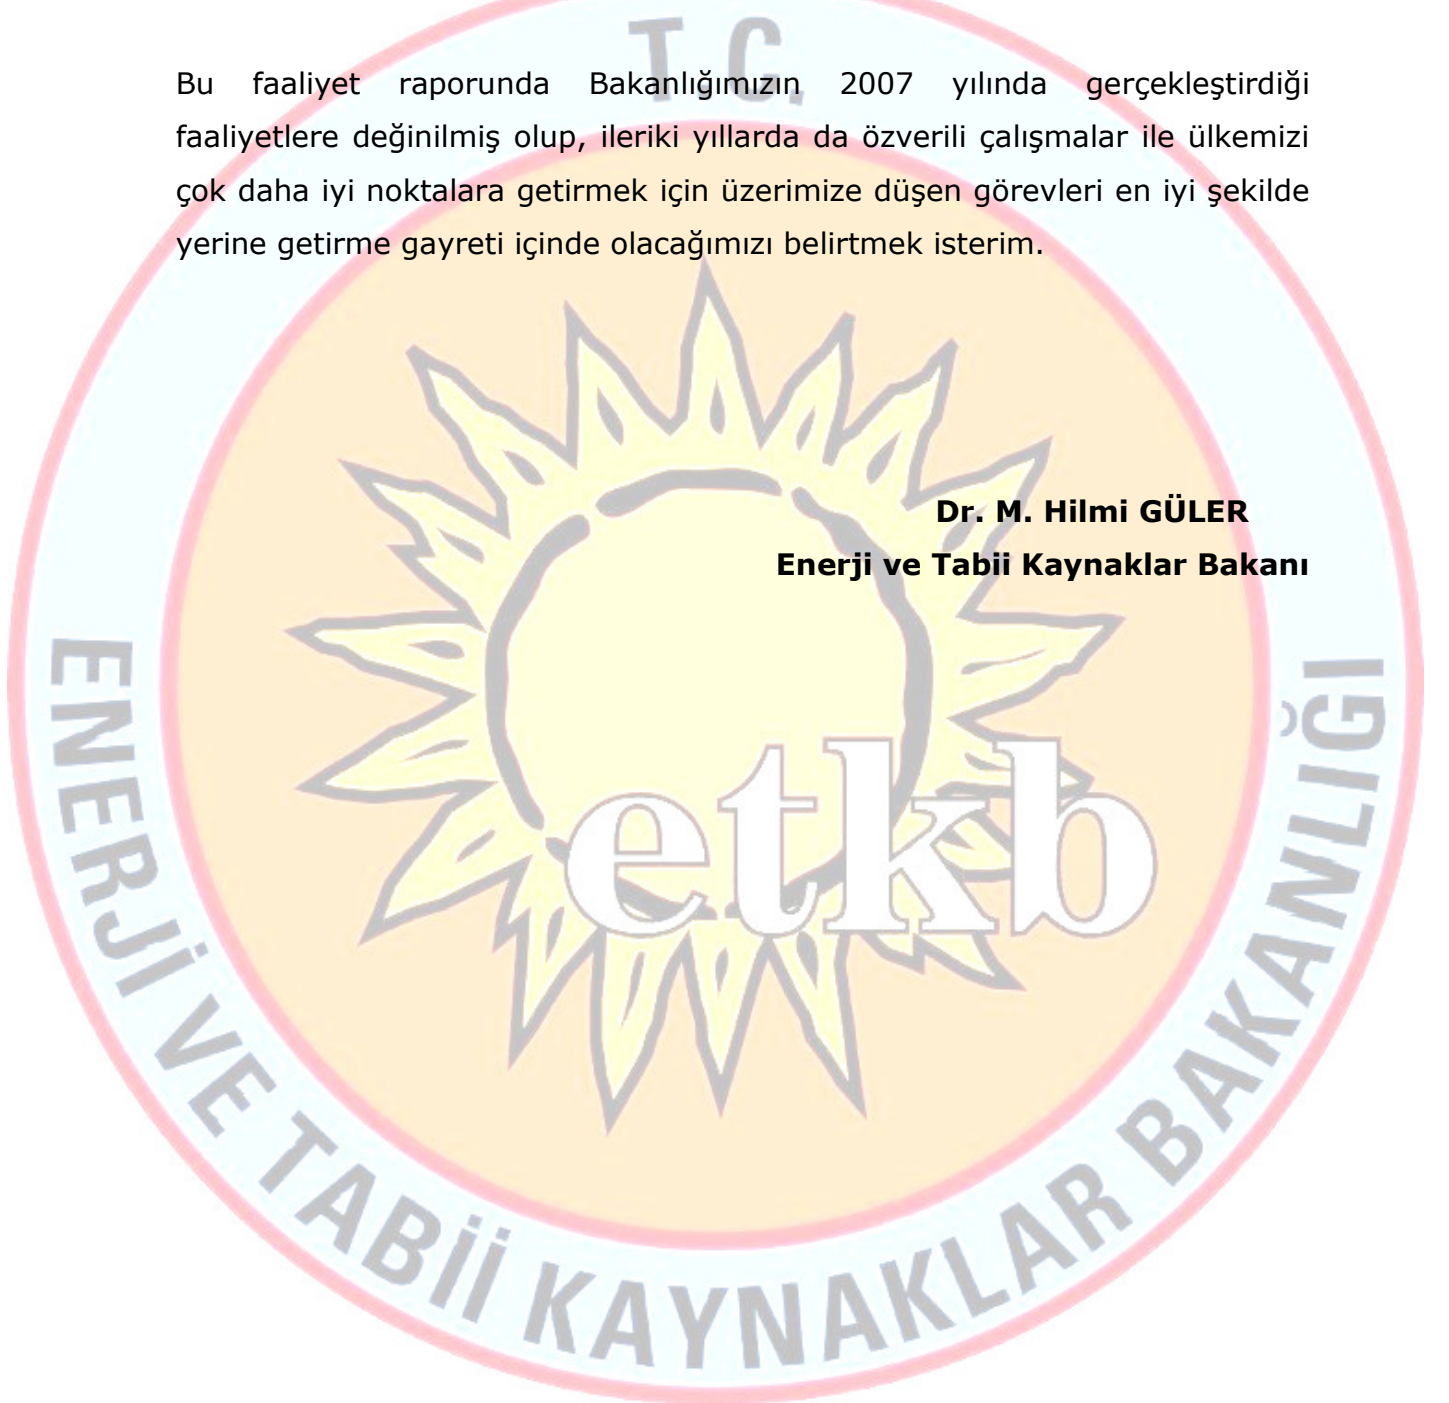 T.C.
Bu faaliyet raporunda Bakanlığımızın 2007 yılında gerçekleştirdiği
faaliyetlere değinilmiş olup, ileriki yıllarda da özverili çalışmalar ile ülkemizi
çok daha iyi noktalara getirmek için üzerimize düşen görevleri en iyi şekilde
yerine getirme gayreti içinde olacağımızı belirtmek isterim.
Dr. M. Hilmi GÜLER
Enerji ve Tabii Kaynaklar Bakanı
etkb
ENERJİ VE TABİİ KAYNAKLAR BAKANLIĞI